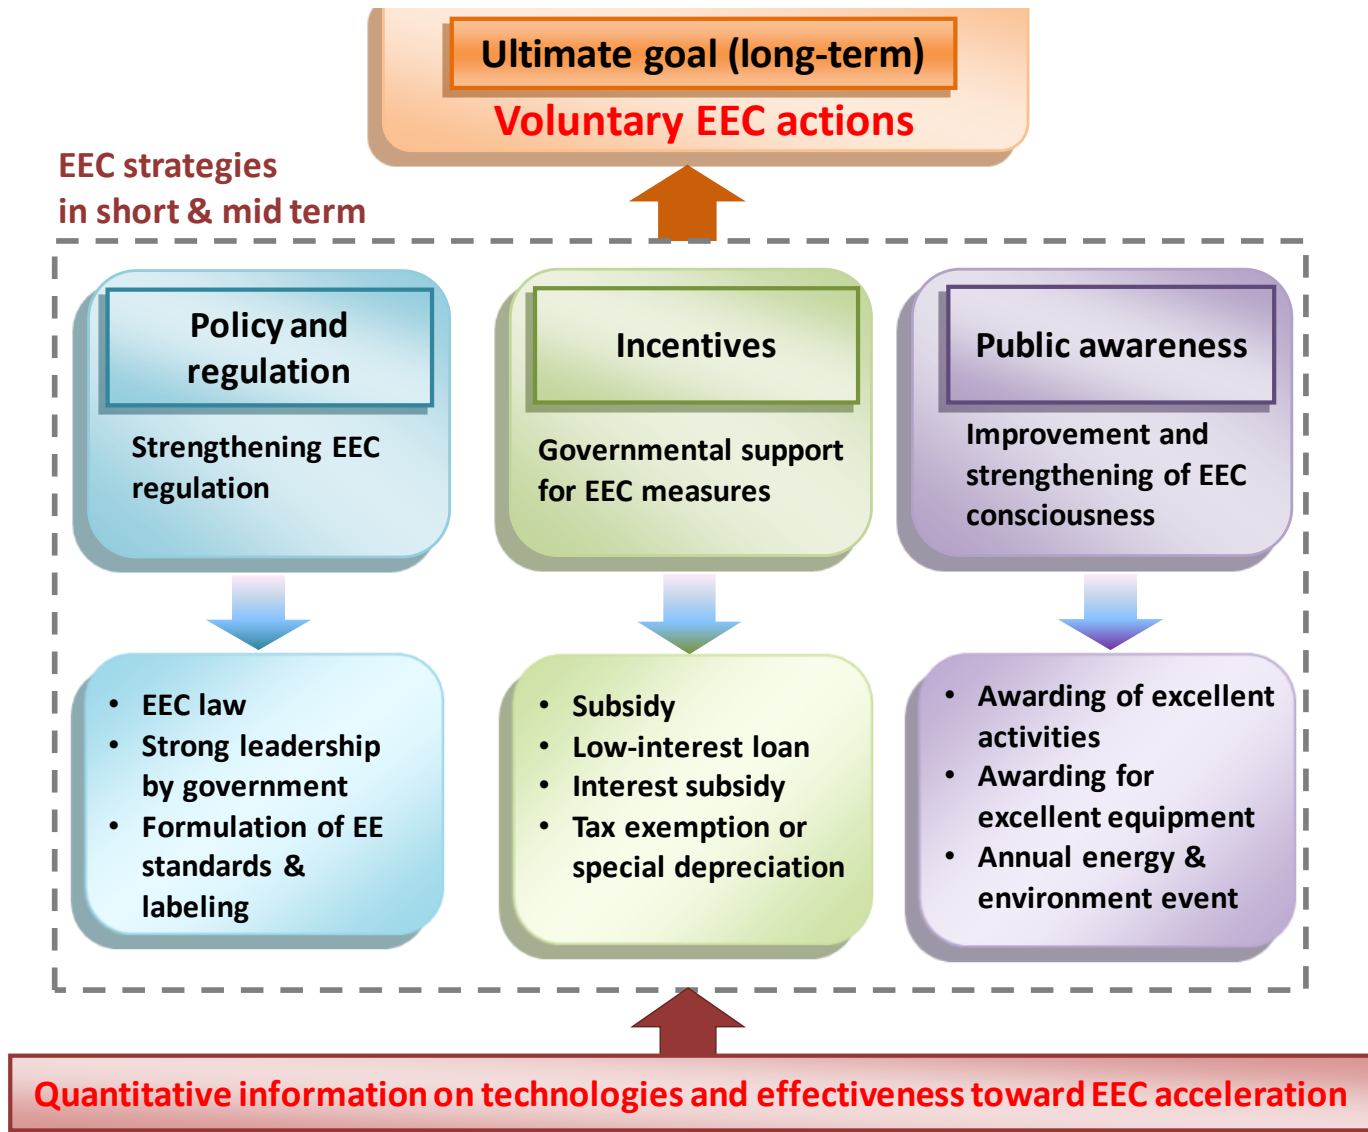 Ultimate goal (long-term)
Voluntary EEC actions
EEC strategies
in short & mid term
Policy and
regulation
Strengthening EEC
regulation
Incentives
Governmental support
for EEC measures
Public awareness
Improvement and
strengthening of EEC
consciousness
• EEC law
• Strong leadership
by government
• Formulation of EE
standards &
labeling
• Subsidy
• Low-interest loan
• Interest subsidy
• Tax exemption or
special depreciation
• Awarding of excellent
activities
• Awarding for
excellent equipment
• Annual energy &
environment event
Quantitative information on technologies and effectiveness toward EEC acceleration